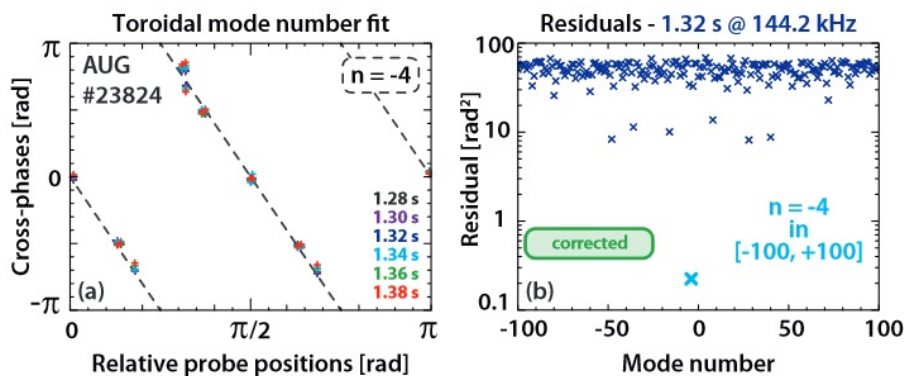 Toroidal mode number fit
π
AUG
#23824
n = -4
Cross-phases [rad]
0
1.28 s
1.30 s
1.32 s
1.34 s
1.36 s
1.38 s
(a)
-π
0
π/2
π
Relative probe positions [rad]
Residuals - 1.32 s @ 144.2 kHz
100
10
1
0.1
Residual [rad²]
n = -4
in
[-100, +100]
corrected
(b)
-100
-50
0
50
100
Mode number